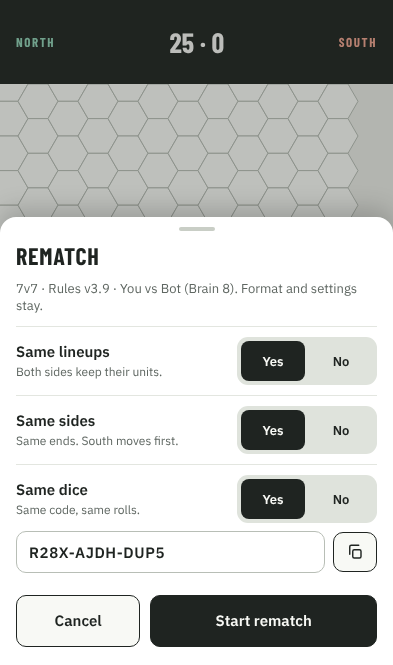 NORTH
25 · 0
SOUTH
REMATCH
7v7 · Rules v3.9 · You vs Bot (Brain 8). Format and settings
stay.
Same lineups
Both sides keep their units.
Yes
No
Same sides
Same ends. South moves first.
Yes
No
Same dice
Same code, same rolls.
Yes
No
R28X-AJDH-DUP5
Cancel
Start rematch